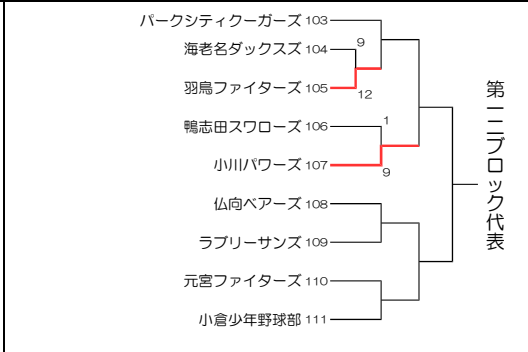 パークシティクーガーズ 103
海老名ダックスズ 104
9
羽鳥ファイターズ 105
12
鴨志田スワローズ 106
1
小川パワーズ 107
9
仏向ベアーズ 108
ラブリーサンズ 109
元宮ファイターズ 110
小倉少年野球部 111
第一二ブロック代表